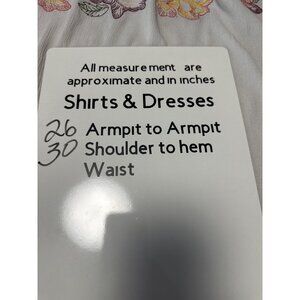 All measurement are
approximate and in inches
Shirts & Dresses
26 Armpit to Armpit
30 Shoulder to hem
Waist